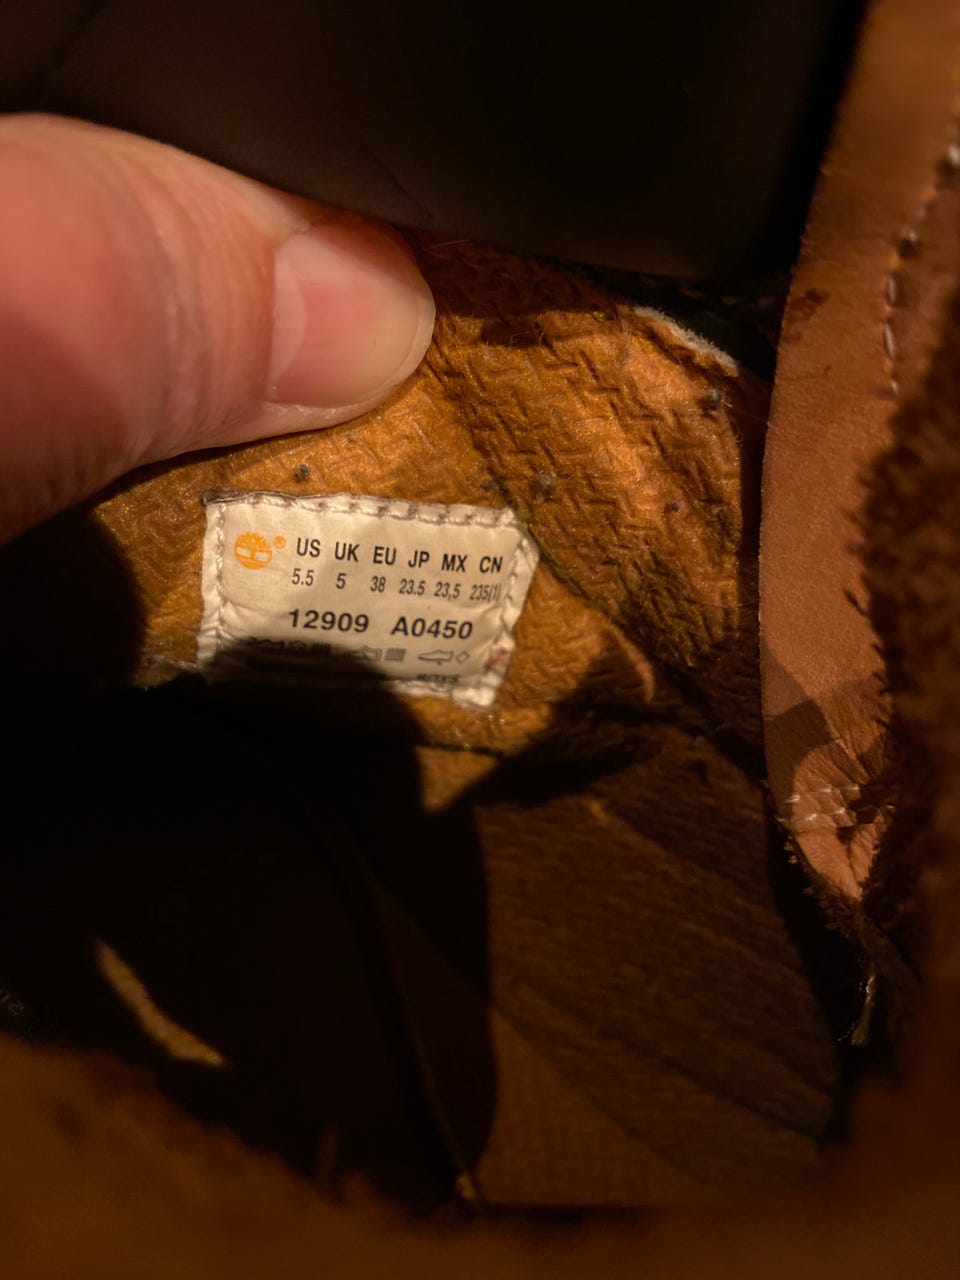 ® US UK EU JP MX CN
5.5 5 38 23.5 23,5 235(1)
12909 A0450